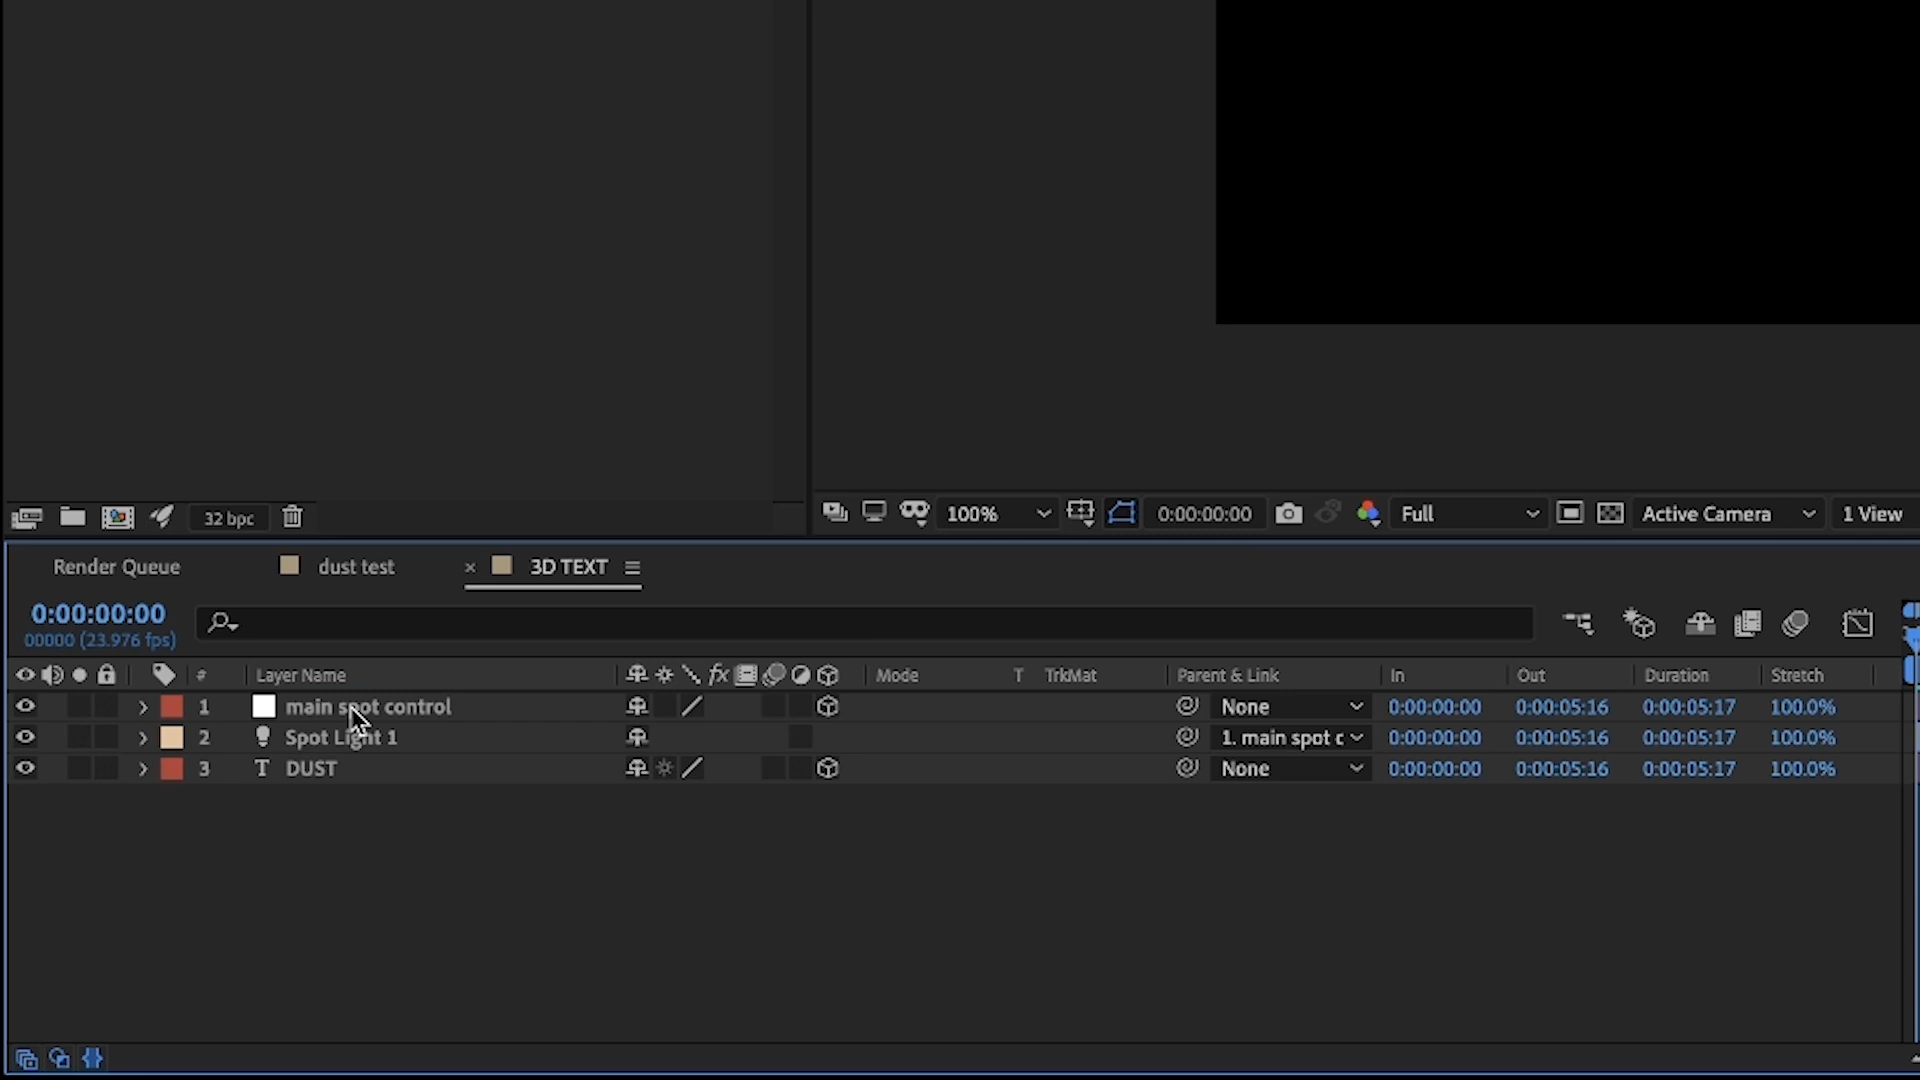 32 bpc
100%
0:00:00:00
Full
Active Camera
1 View
Render Queue
dust test
× 3D TEXT
0:00:00:00
00000 (23.976 fps)
# Layer Name fx Mode T TrkMat Parent & Link In Out Duration Stretch
1 main spot control None 0:00:00:00 0:00:05:16 0:00:05:17 100.0%
2 Spot Light 1 1. main spot c 0:00:00:00 0:00:05:16 0:00:05:17 100.0%
3 T DUST None 0:00:00:00 0:00:05:16 0:00:05:17 100.0%